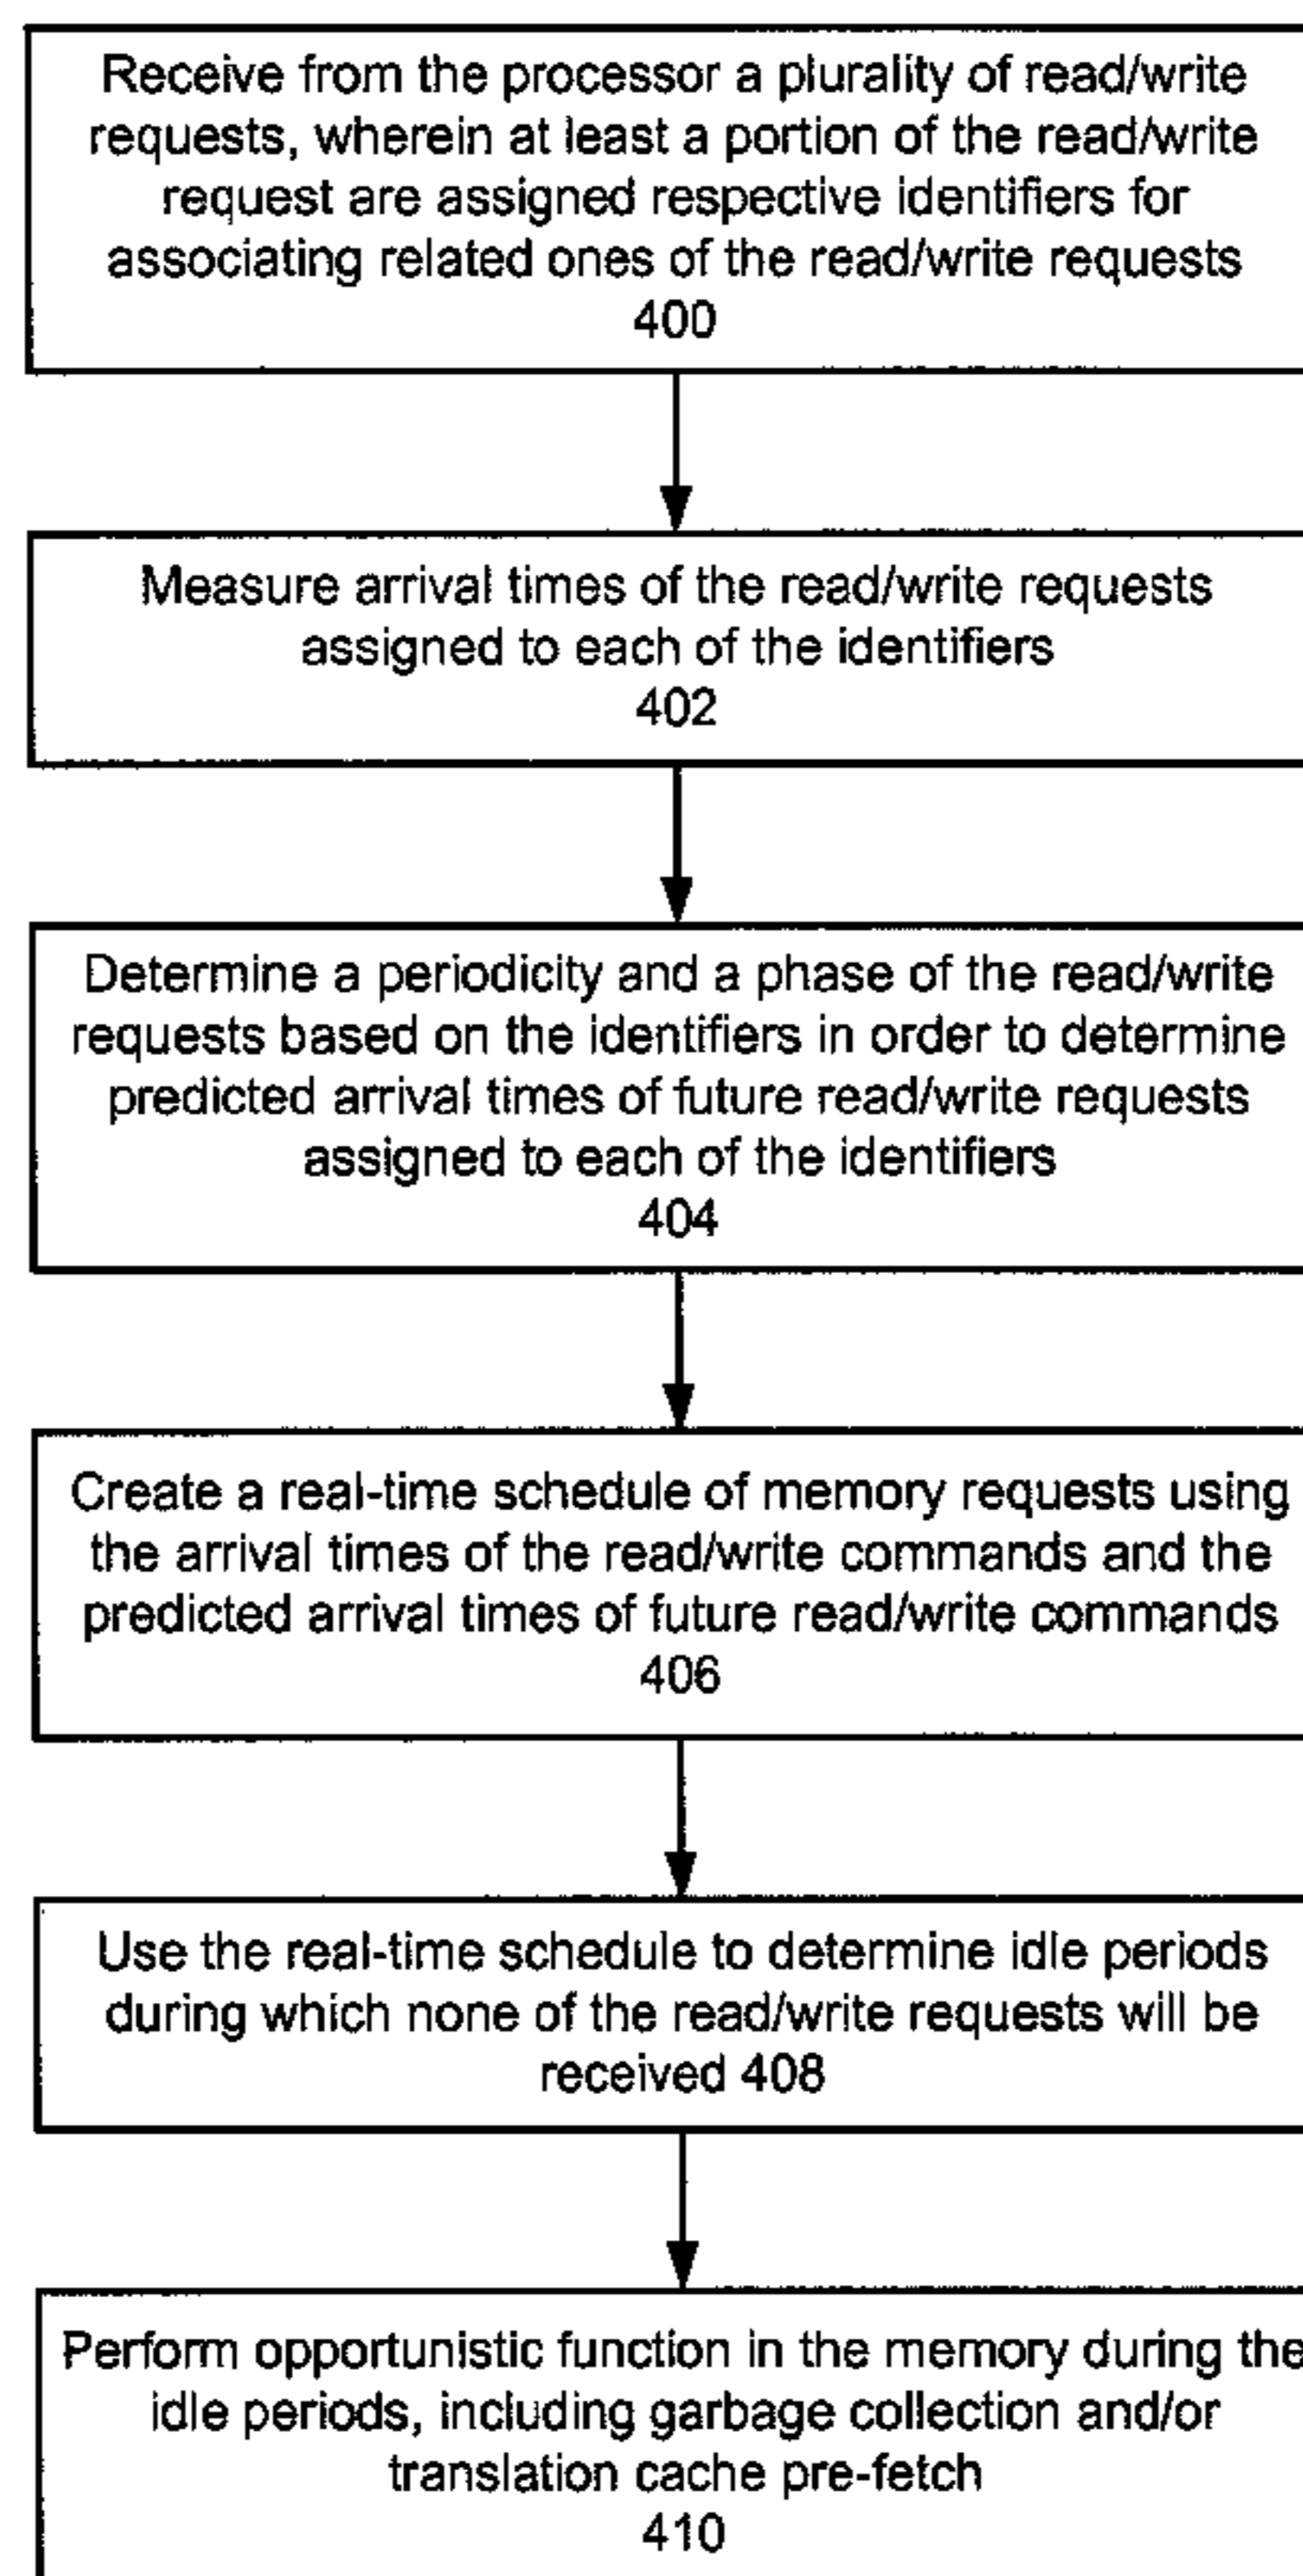 Receive from the processor a plurality of read/write
requests, wherein at least a portion of the read/write
request are assigned respective identifiers for
associating related ones of the read/write requests
400
Measure arrival times of the read/write requests
assigned to each of the identifiers
402
Determine a periodicity and a phase of the read/write
requests based on the identifiers in order to determine
predicted arrival times of future read/write requests
assigned to each of the identifiers
404
Create a real-time schedule of memory requests using
the arrival times of the read/write commands and the
predicted arrival times of future read/write commands
406
Use the real-time schedule to determine idle periods
during which none of the read/write requests will be
received 408
Perform opportunistic function in the memory during the
idle periods, including garbage collection and/or
translation cache pre-fetch
410